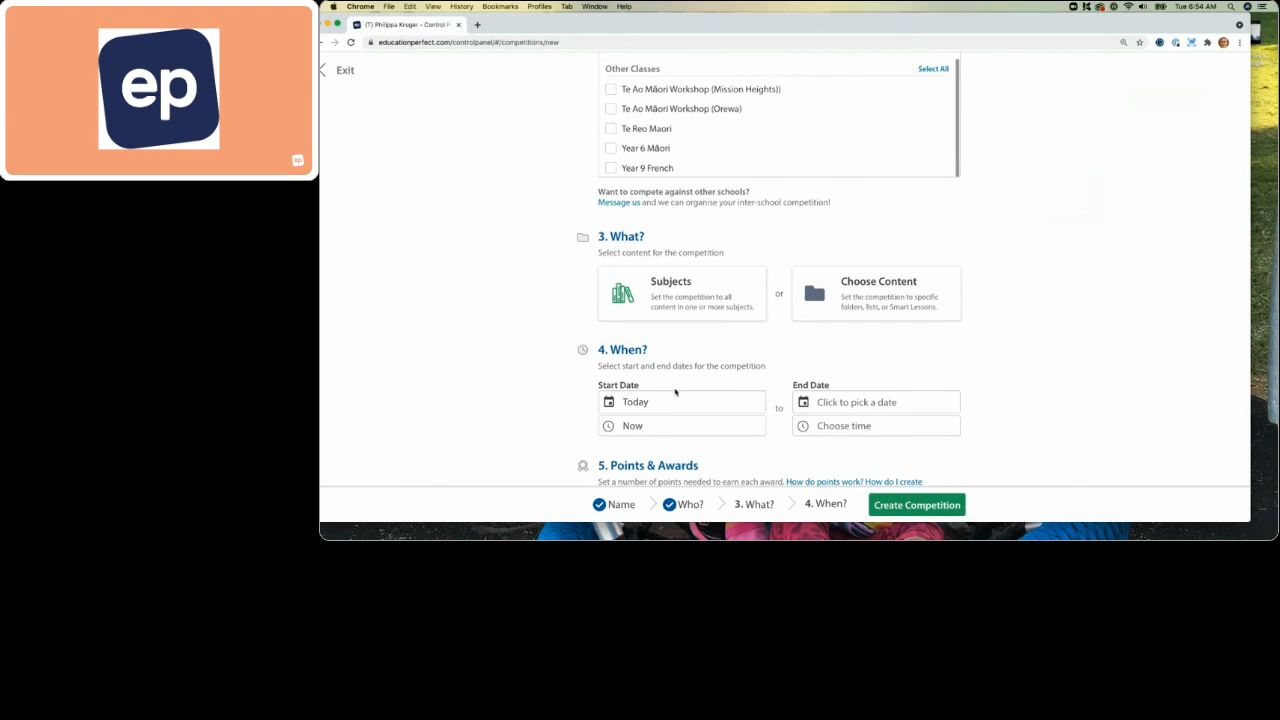 ep
ep
Chrome File Edit View History Bookmarks Profiles Tab Window Help
Tue 6:54 AM
(T) Philippa Kruger - Control P
educationperfect.com/controlpanel/#/competitions/new
Exit
Other Classes Select All
Te Ao Māori Workshop (Mission Heights))
Te Ao Māori Workshop (Orewa)
Te Reo Maori
Year 6 Māori
Year 9 French
Want to compete against other schools?
Message us and we can organise your inter-school competition!
3. What?
Select content for the competition
Subjects
Set the competition to all
content in one or more subjects.
or
Choose Content
Set the competition to specific
folders, lists, or Smart Lessons.
4. When?
Select start and end dates for the competition
Start Date
Today
Now
to
End Date
Click to pick a date
Choose time
5. Points & Awards
Set a number of points needed to earn each award. How do points work? How do I create
Name Who? 3. What? 4. When? Create Competition